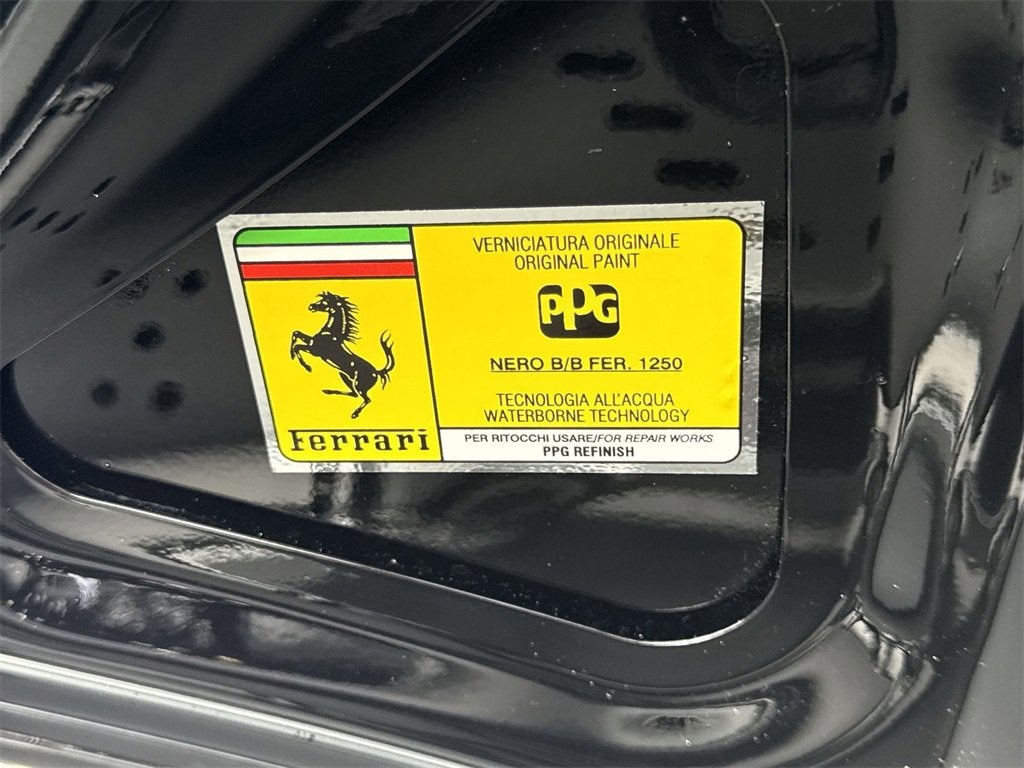 VERNICIATURA ORIGINALE
ORIGINAL PAINT
PPG
NERO B/B FER. 1250
TECNOLOGIA ALL'ACQUA
WATERBORNE TECHNOLOGY
PER RITOCCHI USARE/FOR REPAIR WORKS
PPG REFINISH
Ferrari